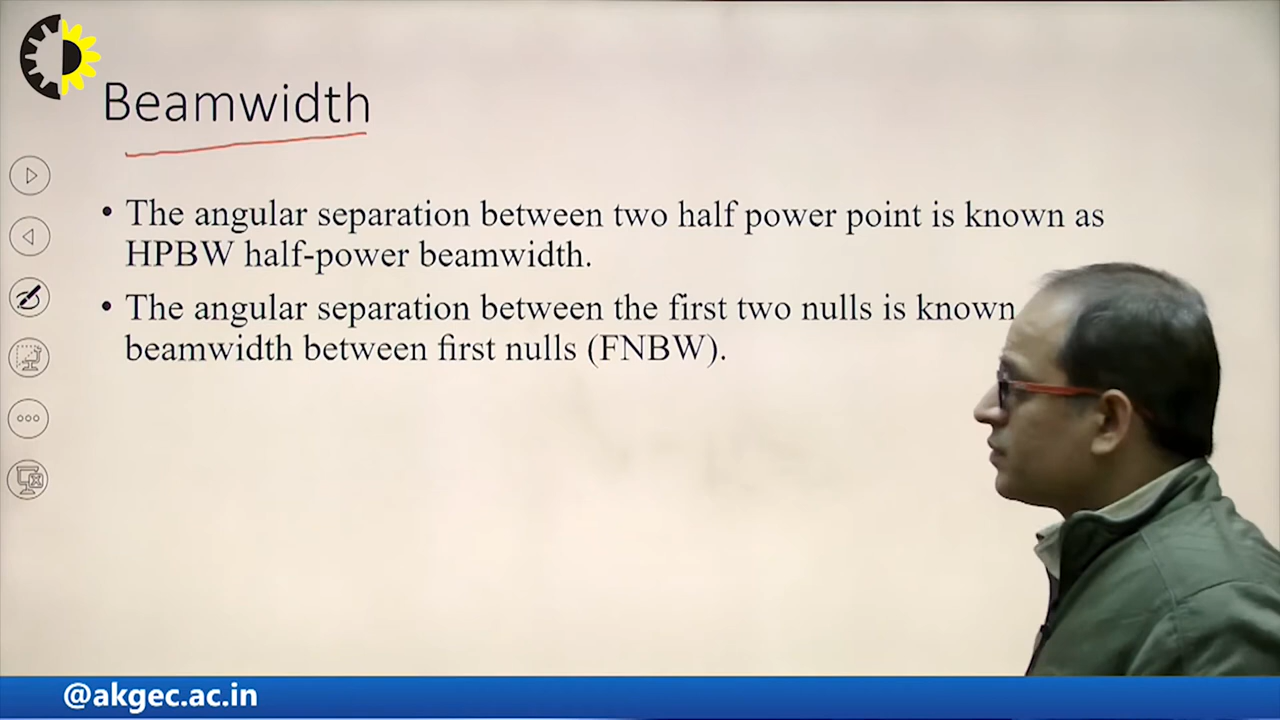 Beamwidth
• The angular separation between two half power point is known as
HPBW half-power beamwidth.
• The angular separation between the first two nulls is known
beamwidth between first nulls (FNBW).
@akgec.ac.in